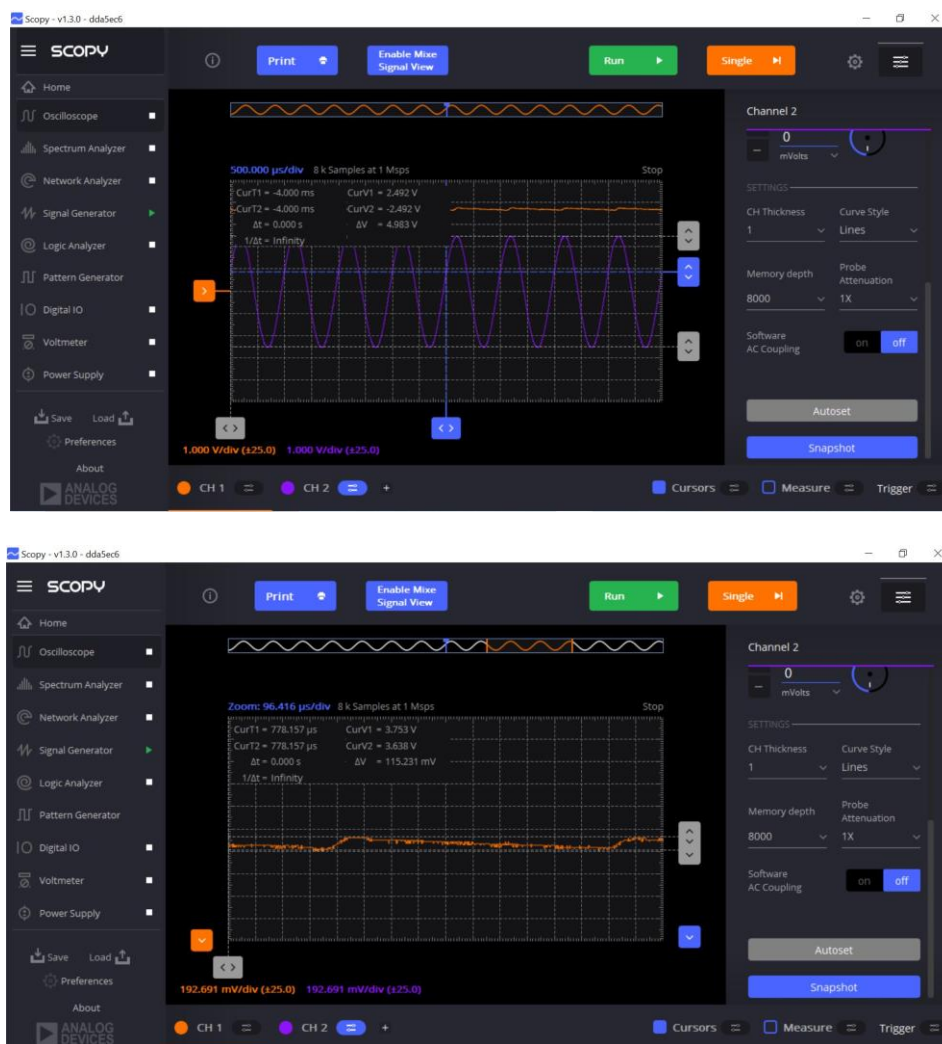 Scopy - v1.3.0 - dda5ec6
SCOPY
Print
Enable Mixe
Signal View
Run
Single
Home
Oscilloscope
Spectrum Analyzer
Network Analyzer
Signal Generator
Logic Analyzer
Pattern Generator
Digital IO
Voltmeter
Power Supply
Save Load
Preferences
About
ANALOG
DEVICES
500.000 µs/div 8 k Samples at 1 Msps Stop
CurT1 = -4.000 ms CurV1 = 2.492 V
CurT2 = -4.000 ms CurV2 = -2.492 V
Δt = 0.000 s ΔV = 4.983 V
1/Δt = Infinity
1.000 V/div (±25.0) 1.000 V/div (±25.0)
CH 1 CH 2 +
Cursors Measure Trigger
Channel 2
0
mVolts
SETTINGS
CH Thickness Curve Style
1 Lines
Memory depth Probe Attenuation
8000 1X
Software
AC Coupling
on off
Autoset
Snapshot
Scopy - v1.3.0 - dda5ec6
SCOPY
Print
Enable Mixe
Signal View
Run
Single
Home
Oscilloscope
Spectrum Analyzer
Network Analyzer
Signal Generator
Logic Analyzer
Pattern Generator
Digital IO
Voltmeter
Power Supply
Save Load
Preferences
About
ANALOG
DEVICES
Zoom: 96.416 µs/div 8 k Samples at 1 Msps Stop
CurT1 = 778.157 µs CurV1 = 3.753 V
CurT2 = 778.157 µs CurV2 = 3.638 V
Δt = 0.000 s ΔV = 115.231 mV
1/Δt = Infinity
192.691 mV/div (±25.0) 192.691 mV/div (±25.0)
CH 1 CH 2 +
Cursors Measure Trigger
Channel 2
0
mVolts
SETTINGS
CH Thickness Curve Style
1 Lines
Memory depth Probe Attenuation
8000 1X
Software
AC Coupling
on off
Autoset
Snapshot